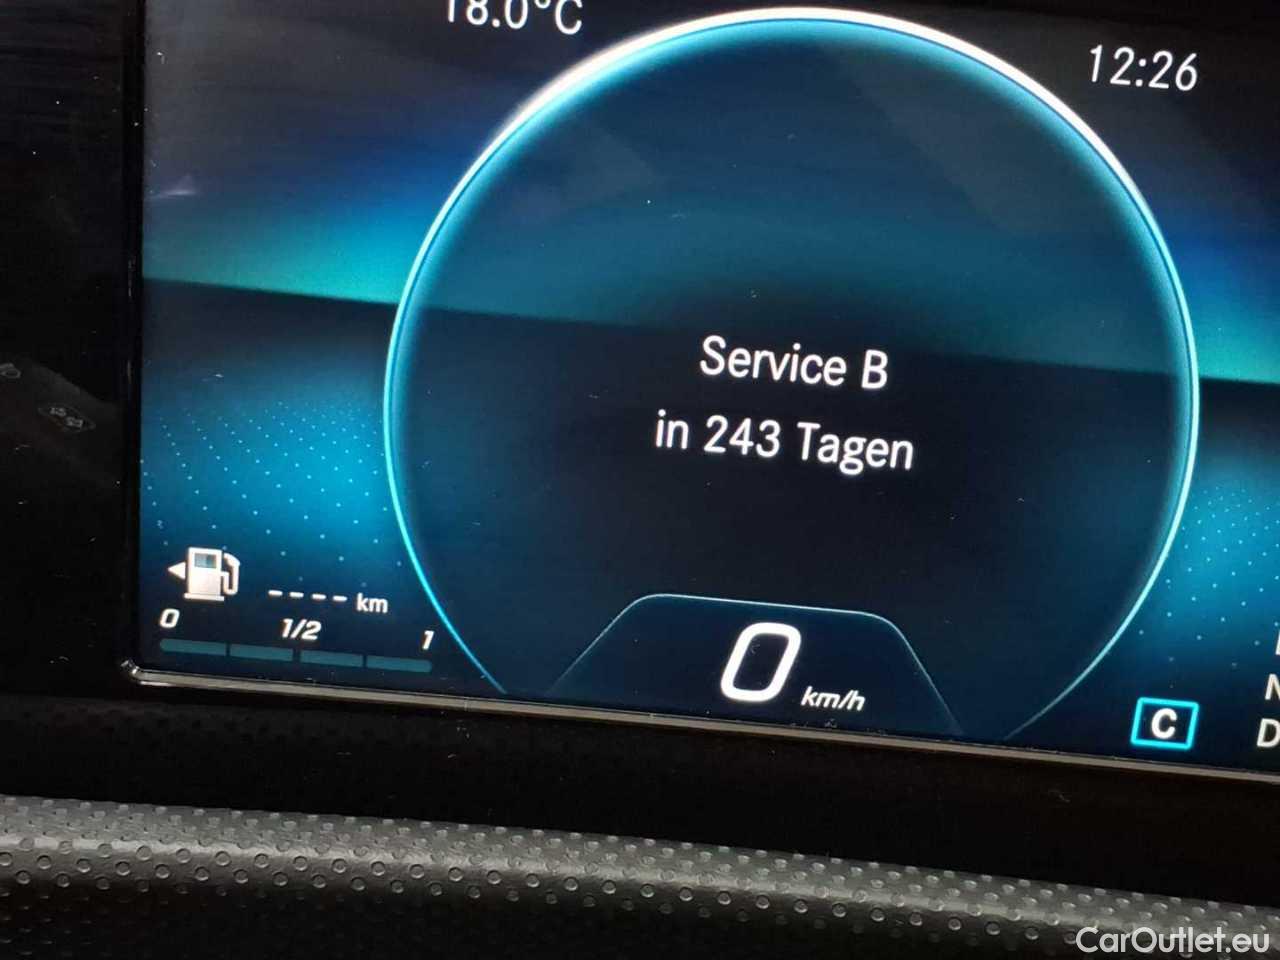 18.0°C
12:26
Service B
in 243 Tagen
---- km
0 1/2 1
0 km/h
C
N
D
CarOutlet.eu